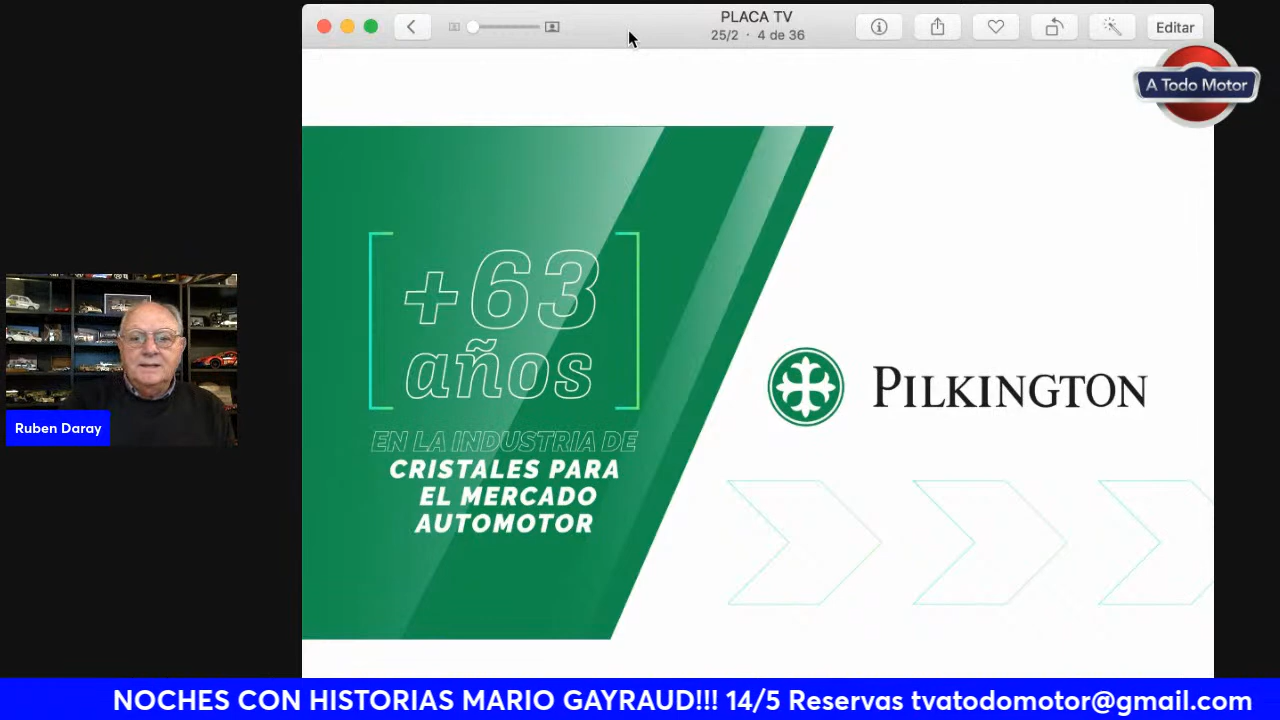 PLACA TV
25/2 · 4 de 36
Editar
A Todo Motor
+63
años
EN LA INDUSTRIA DE
CRISTALES PARA
EL MERCADO
AUTOMOTOR
PILKINGTON
Ruben Daray
NOCHES CON HISTORIAS MARIO GAYRAUD!!! 14/5 Reservas tvatodomotor@gmail.com